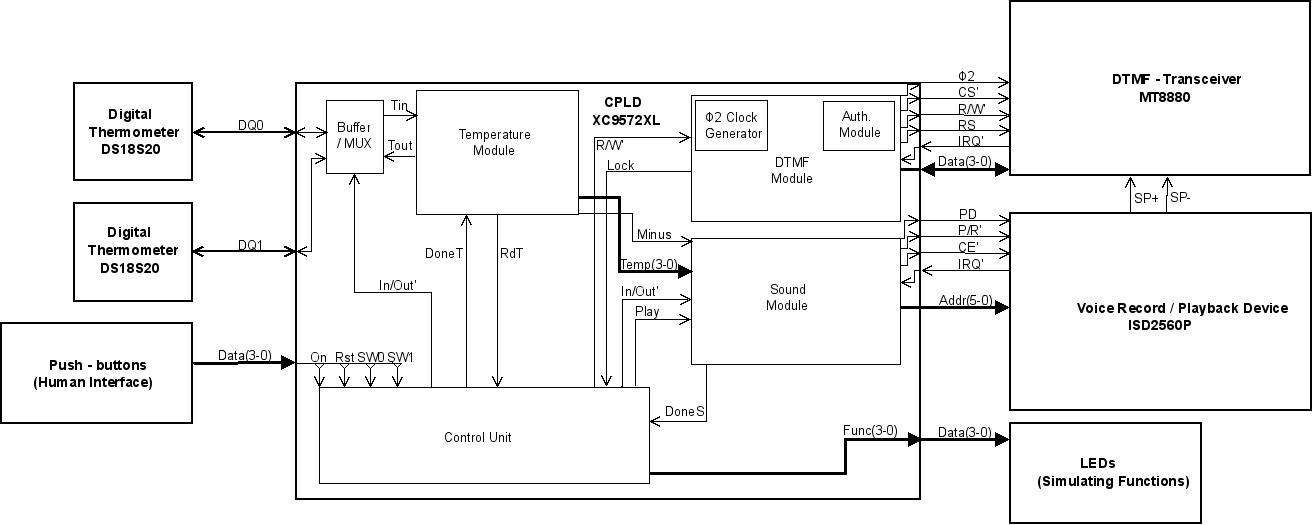 Digital
Thermometer
DS18S20
DQ0
Digital
Thermometer
DS18S20
DQ1
Push - buttons
(Human Interface)
Data(3-0)
CPLD
XC9572XL
Buffer
/ MUX
Tin
Tout
Temperature
Module
DoneT
RdT
In/Out'
On
Rst
SW0
SW1
Control Unit
R/W'
Lock
Minus
Temp(3-0)
In/Out'
Play
DoneS
Func(3-0)
Φ2 Clock
Generator
Auth.
Module
DTMF
Module
Sound
Module
Φ2
CS'
R/W'
RS
IRQ'
Data(3-0)
PD
P/R'
CE'
IRQ'
Addr(5-0)
Data(3-0)
DTMF - Transceiver
MT8880
SP+
SP-
Voice Record / Playback Device
ISD2560P
LEDs
(Simulating Functions)